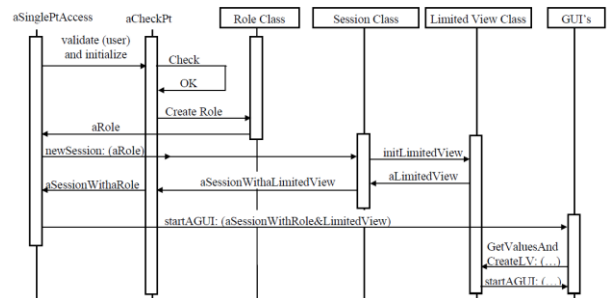 aSinglePtAccess
aCheckPt
Role Class
Session Class
Limited View Class
GUI's
validate (user)
and initialize
Check
OK
Create Role
aRole
newSession: (aRole)
initLimitedView
aLimitedView
aSessionWithaLimitedView
aSessionWithaRole
startAGUI: (aSessionWithRole&LimitedView)
GetValuesAnd
CreateLV: (…)
startAGUI: (…)